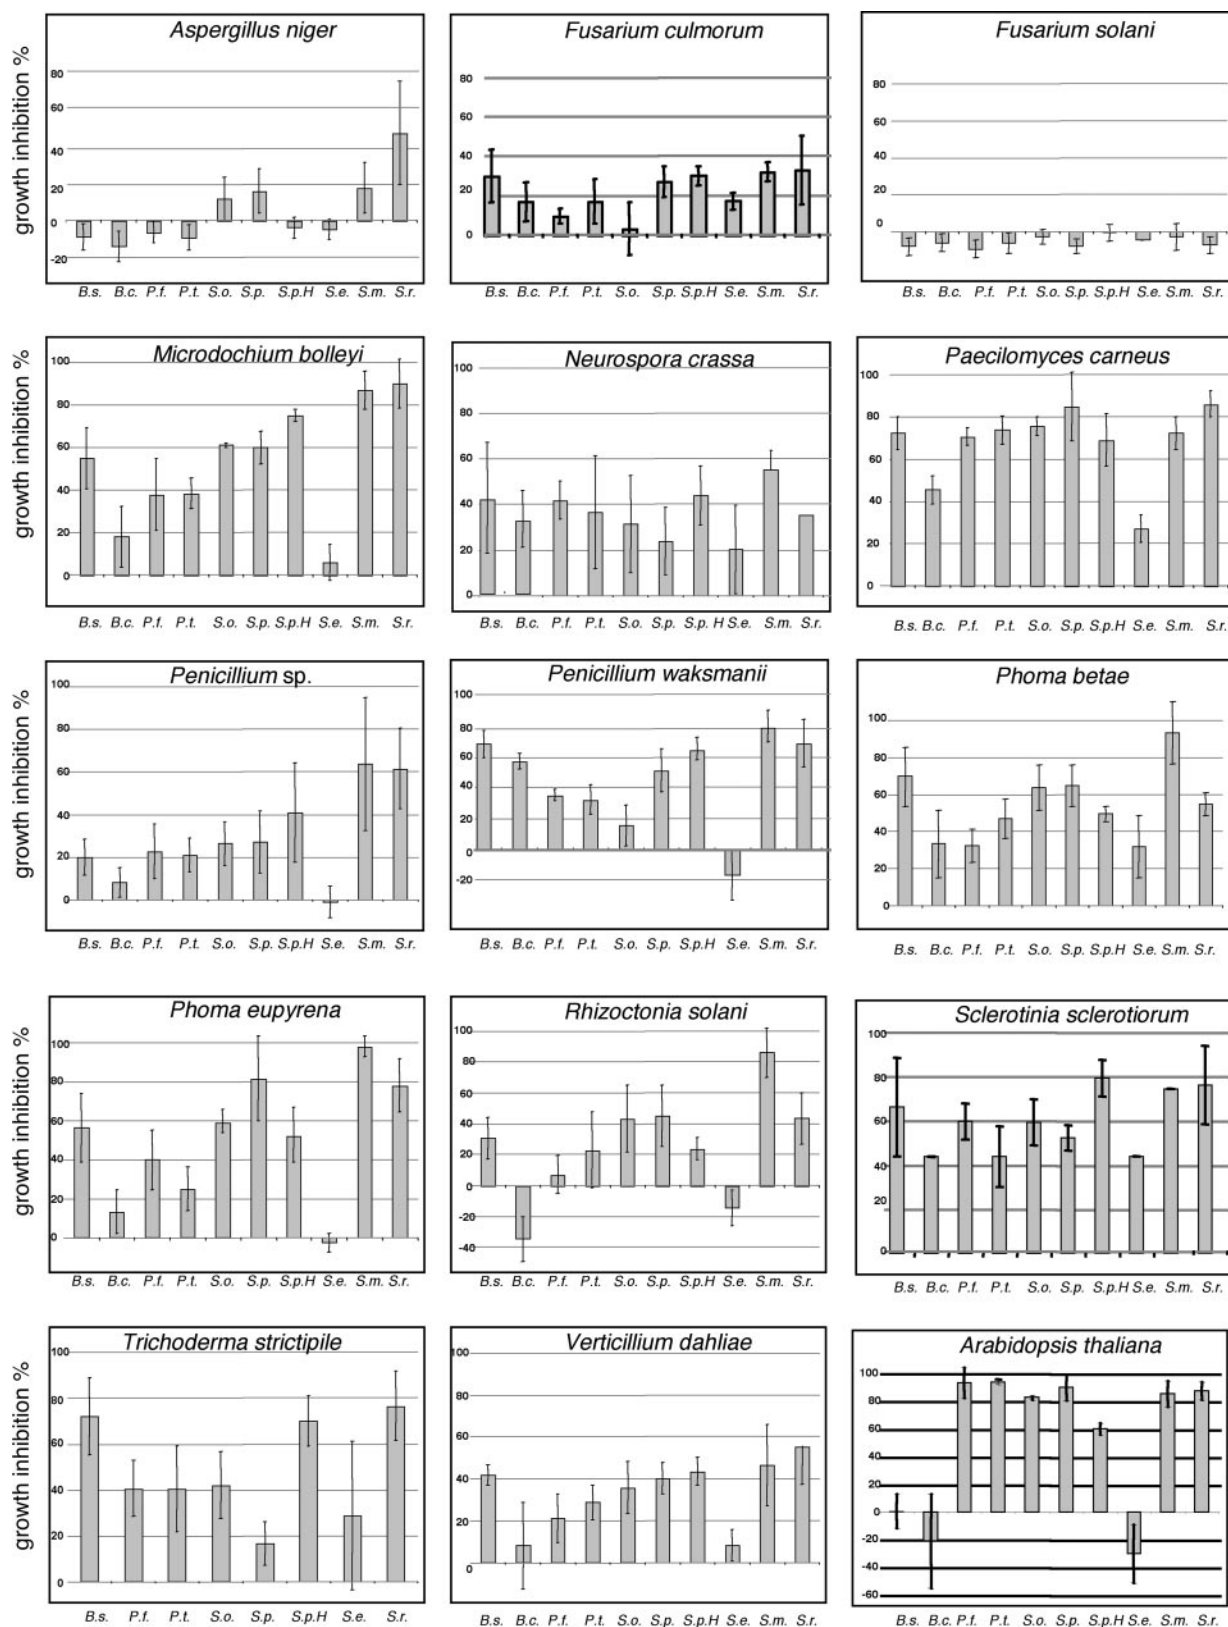 Aspergillus niger
growth inhibition %
80
60
40
20
0
-20
B.s. B.c. P.f. P.t. S.o. S.p. S.p.H S.e. S.m. S.r.
Fusarium culmorum
80
60
40
20
0
B.s. B.c. P.f. P.t. S.o. S.p. S.p.H S.e. S.m. S.r.
Fusarium solani
80
60
40
20
0
B.s. B.c. P.f. P.t. S.o. S.p. S.p.H S.e. S.m. S.r.
Microdochium bolleyi
growth inhibition %
100
80
60
40
20
0
B.s. B.c. P.f. P.t. S.o. S.p. S.p.H S.e. S.m. S.r.
Neurospora crassa
100
80
60
40
20
0
B.s. B.c. P.f. P.t. S.o. S.p. S.p. H S.e. S.m. S.r.
Paecilomyces carneus
100
80
60
40
20
0
B.s. B.c. P.f. P.t. S.o. S.p. S.p.H S.e. S.m. S.r.
Penicillium sp.
growth inhibition %
100
80
60
40
20
0
B.s. B.c. P.f. P.t. S.o. S.p. S.p.H S.e. S.m. S.r.
Penicillium waksmanii
100
80
60
40
20
0
-20
B.s. B.c. P.f. P.t. S.o. S.p. S.p.H S.e. S.m. S.r.
Phoma betae
100
80
60
40
20
0
B.s. B.c. P.f. P.t. S.o. S.p. S.p.H S.e. S.m. S.r.
Phoma eupyrena
growth inhibition %
100
80
60
40
20
0
B.s. B.c. P.f. P.t. S.o. S.p. S.p.H S.e. S.m. S.r.
Rhizoctonia solani
100
80
60
40
20
0
-20
-40
B.s. B.c. P.f. P.t. S.o. S.p. S.p.H S.e. S.m. S.r.
Sclerotinia sclerotiorum
100
80
60
40
20
0
B.s. B.c. P.f. P.t. S.o. S.p. S.p.H S.e. S.m. S.r.
Trichoderma strictipile
growth inhibition %
100
80
60
40
20
0
B.s. P.f. P.t. S.o. S.p. S.p.H S.e. S.r.
Verticillium dahliae
100
80
60
40
20
0
B.s. B.c. P.f. P.t. S.o. S.p. S.p.H S.e. S.m. S.r.
Arabidopsis thaliana
100
80
60
40
20
0
-20
-40
-60
B.s. B.c. P.f. P.t. S.o. S.p. S.p.H S.e. S.m. S.r.